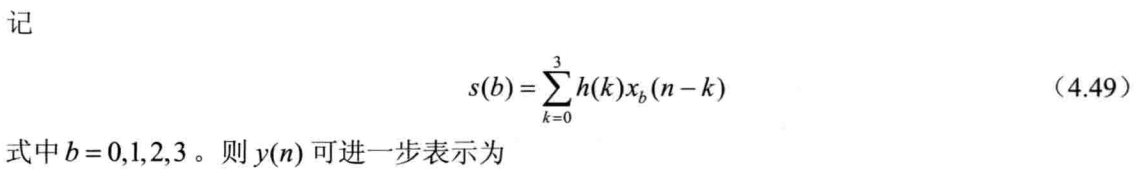 记
s(b) = \sum_{k=0}^{3} h(k)x_b(n-k) （4.49）
式中 b = 0,1,2,3 。则 y(n) 可进一步表示为